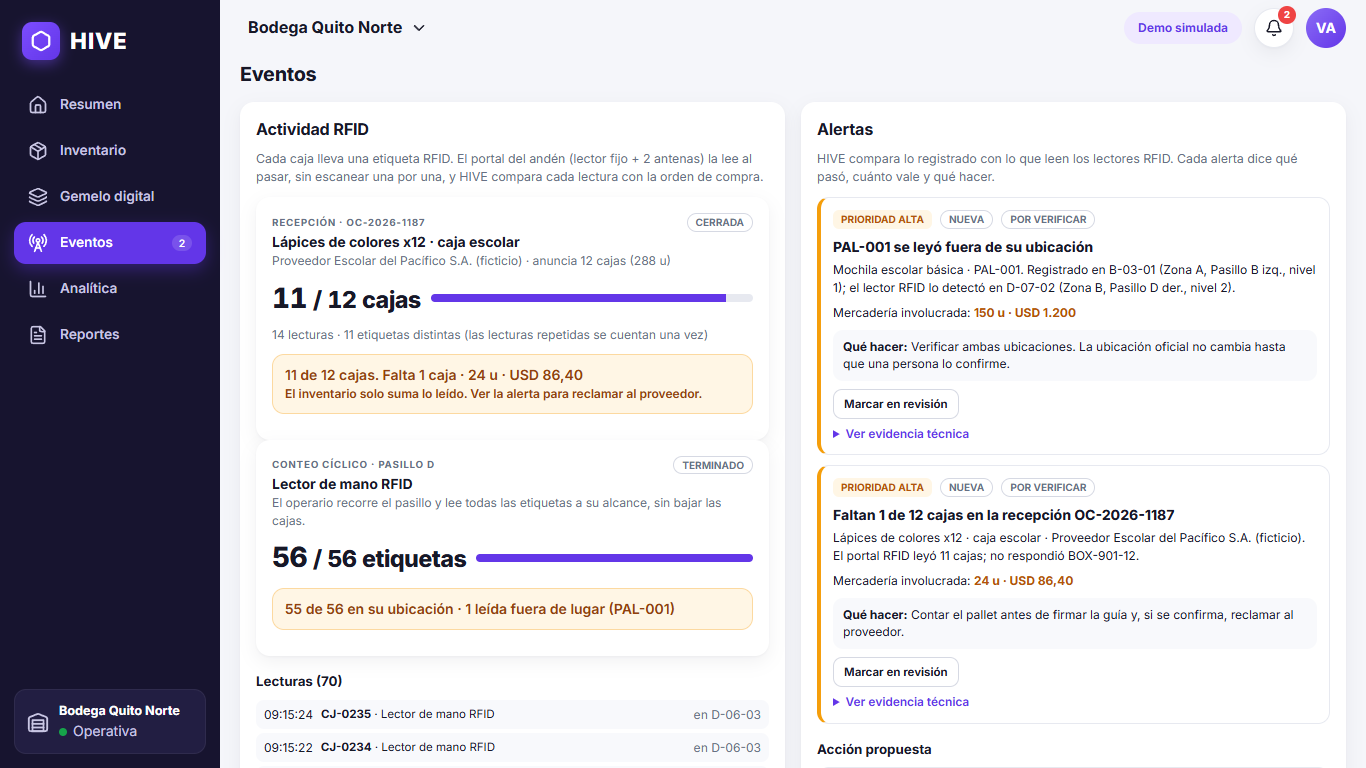 HIVE
Resumen
Inventario
Gemelo digital
Eventos
2
Analítica
Reportes
Bodega Quito Norte
Operativa
Bodega Quito Norte
Demo simulada
2
VA
Eventos
Actividad RFID
Cada caja lleva una etiqueta RFID. El portal del andén (lector fijo + 2 antenas) la lee al
pasar, sin escanear una por una, y HIVE compara cada lectura con la orden de compra.
RECEPCIÓN · OC-2026-1187
CERRADA
Lápices de colores x12 · caja escolar
Proveedor Escolar del Pacífico S.A. (ficticio) · anuncia 12 cajas (288 u)
11 / 12 cajas
14 lecturas · 11 etiquetas distintas (las lecturas repetidas se cuentan una vez)
11 de 12 cajas. Falta 1 caja · 24 u · USD 86,40
El inventario solo suma lo leído. Ver la alerta para reclamar al proveedor.
CONTEO CÍCLICO · PASILLO D
TERMINADO
Lector de mano RFID
El operario recorre el pasillo y lee todas las etiquetas a su alcance, sin bajar las
cajas.
56 / 56 etiquetas
55 de 56 en su ubicación · 1 leída fuera de lugar (PAL-001)
Lecturas (70)
09:15:24 CJ-0235 · Lector de mano RFID en D-06-03
09:15:22 CJ-0234 · Lector de mano RFID en D-06-03
Alertas
HIVE compara lo registrado con lo que leen los lectores RFID. Cada alerta dice qué
pasó, cuánto vale y qué hacer.
PRIORIDAD ALTA NUEVA POR VERIFICAR
PAL-001 se leyó fuera de su ubicación
Mochila escolar básica · PAL-001. Registrado en B-03-01 (Zona A, Pasillo B izq., nivel
1); el lector RFID lo detectó en D-07-02 (Zona B, Pasillo D der., nivel 2).
Mercadería involucrada: 150 u · USD 1.200
Qué hacer: Verificar ambas ubicaciones. La ubicación oficial no cambia hasta
que una persona lo confirme.
Marcar en revisión
Ver evidencia técnica
PRIORIDAD ALTA NUEVA POR VERIFICAR
Faltan 1 de 12 cajas en la recepción OC-2026-1187
Lápices de colores x12 · caja escolar · Proveedor Escolar del Pacífico S.A. (ficticio).
El portal RFID leyó 11 cajas; no respondió BOX-901-12.
Mercadería involucrada: 24 u · USD 86,40
Qué hacer: Contar el pallet antes de firmar la guía y, si se confirma, reclamar al
proveedor.
Marcar en revisión
Ver evidencia técnica
Acción propuesta